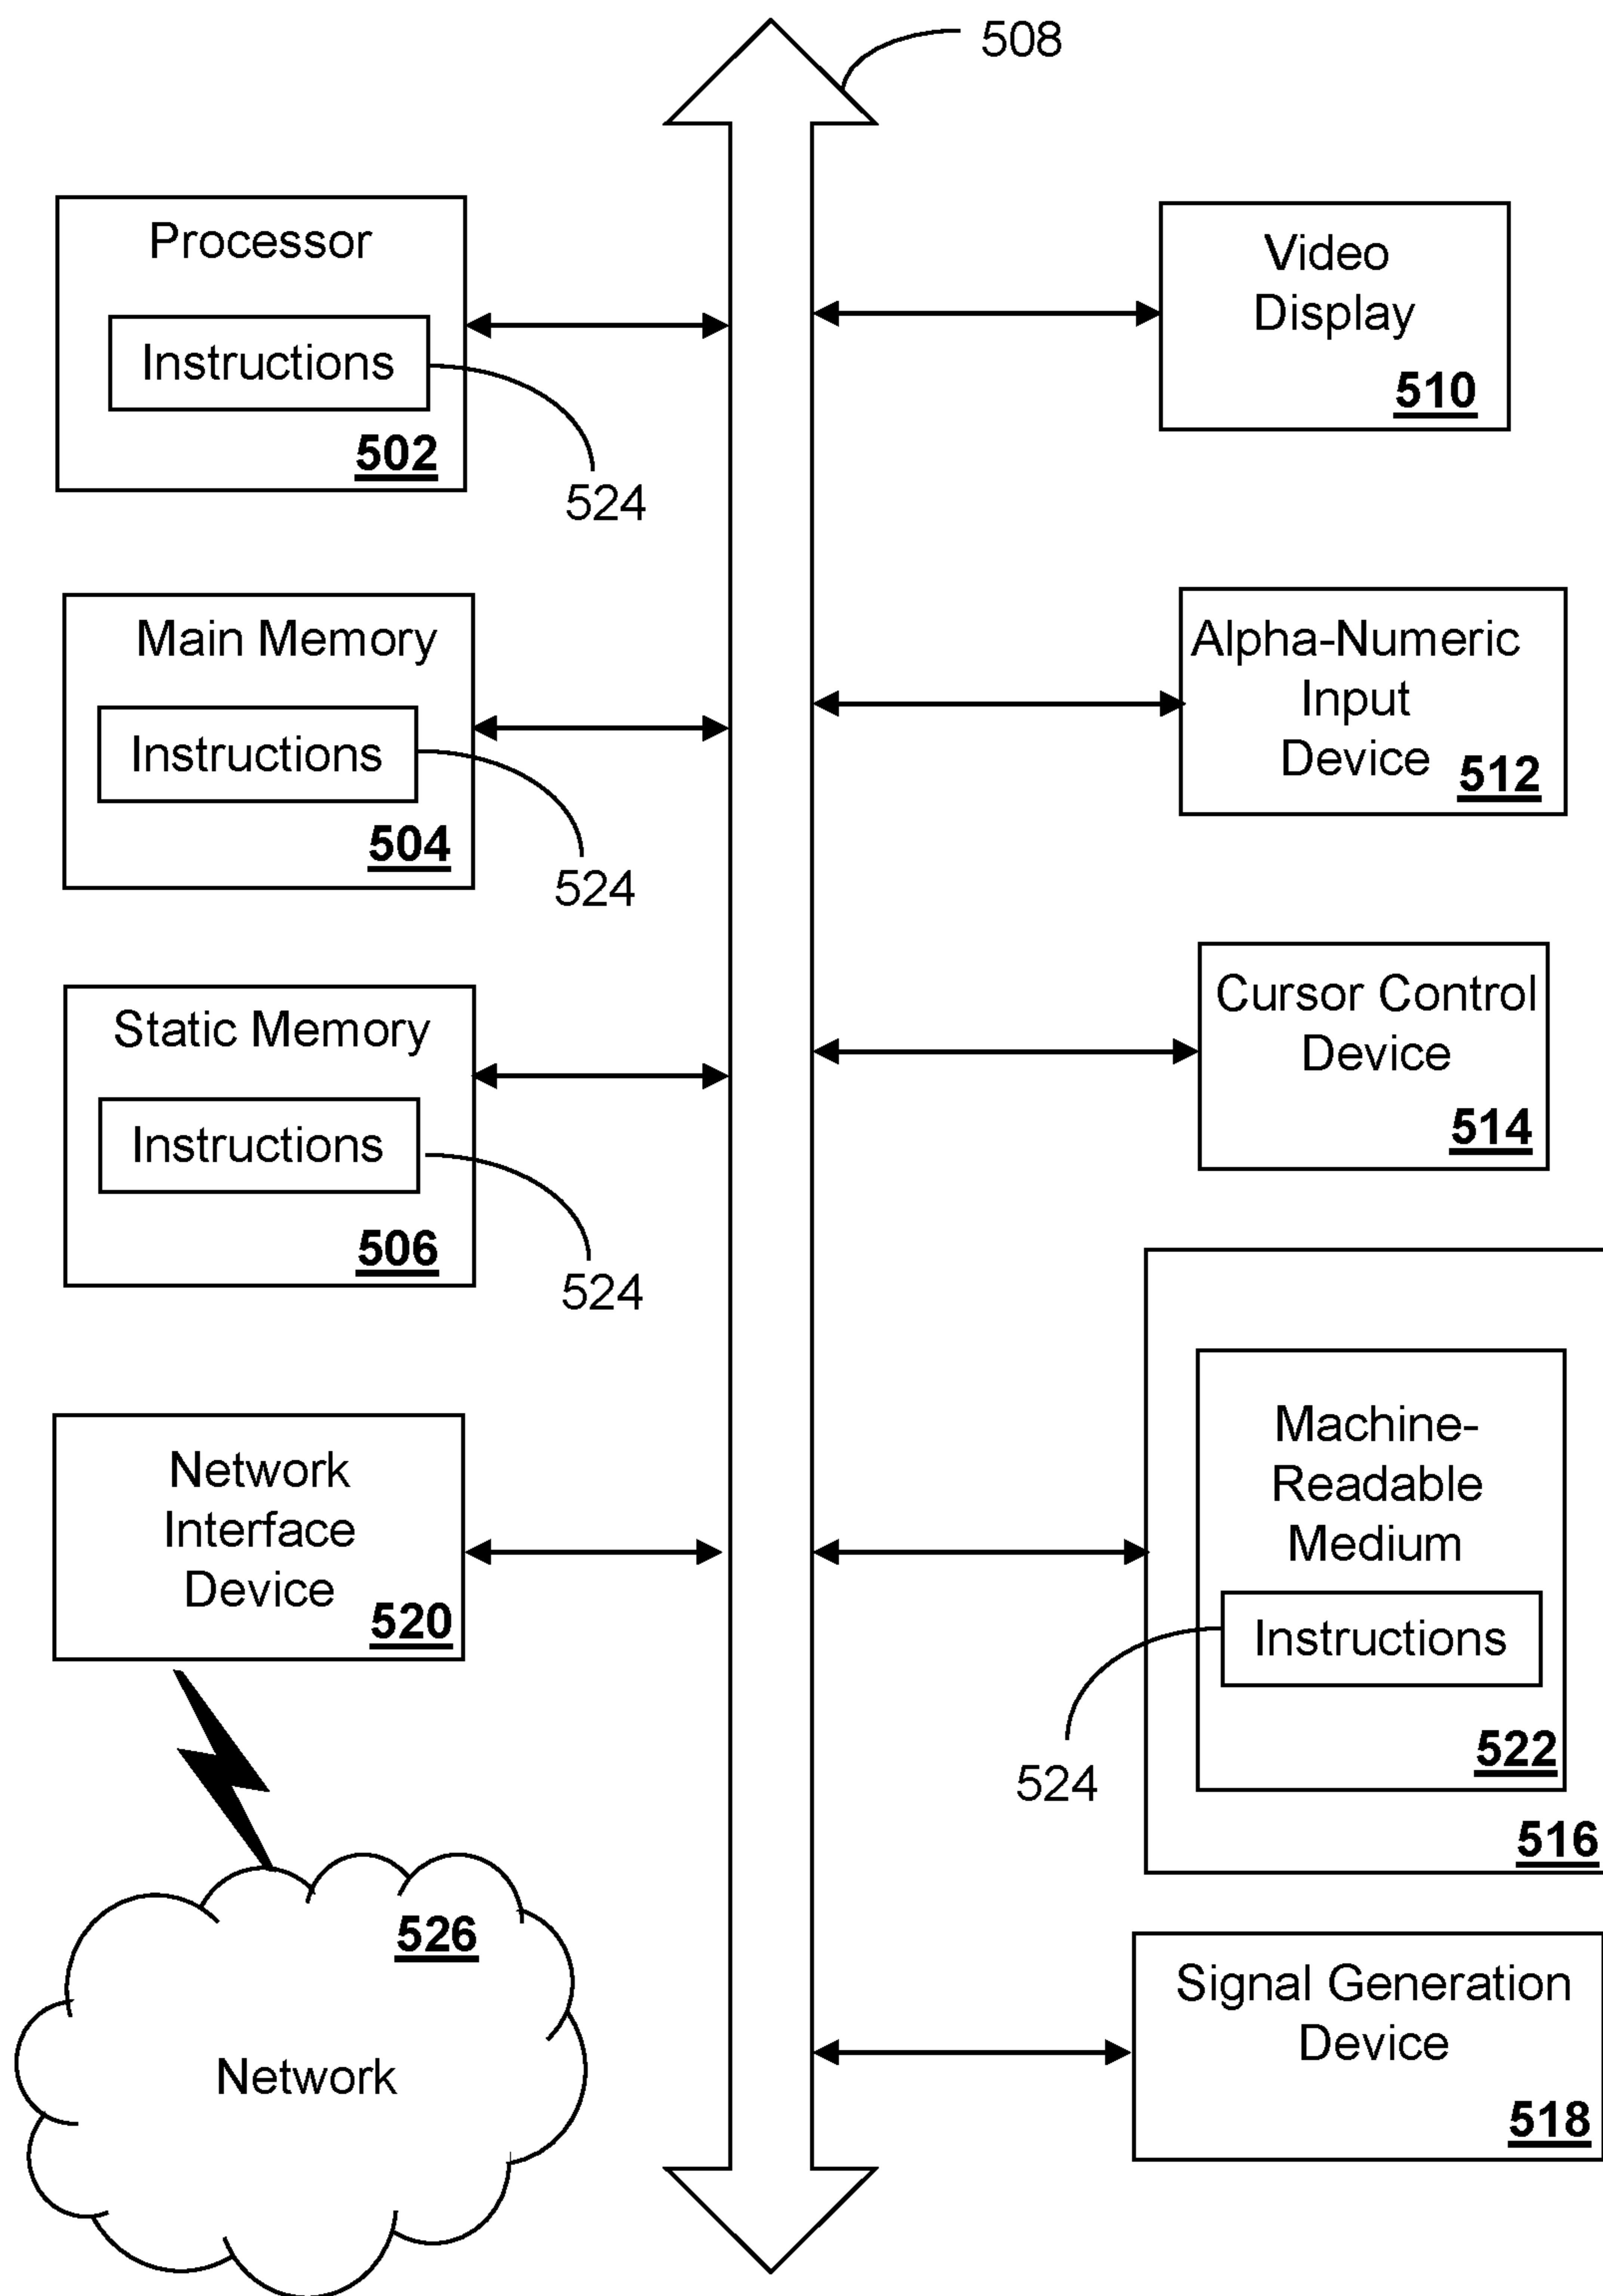 508
Processor
Instructions
502
524
Main Memory
Instructions
504
524
Static Memory
Instructions
506
524
Network
Interface
Device
520
526
Network
Video
Display
510
Alpha-Numeric
Input
Device
512
Cursor Control
Device
514
Machine-
Readable
Medium
Instructions
522
524
516
Signal Generation
Device
518